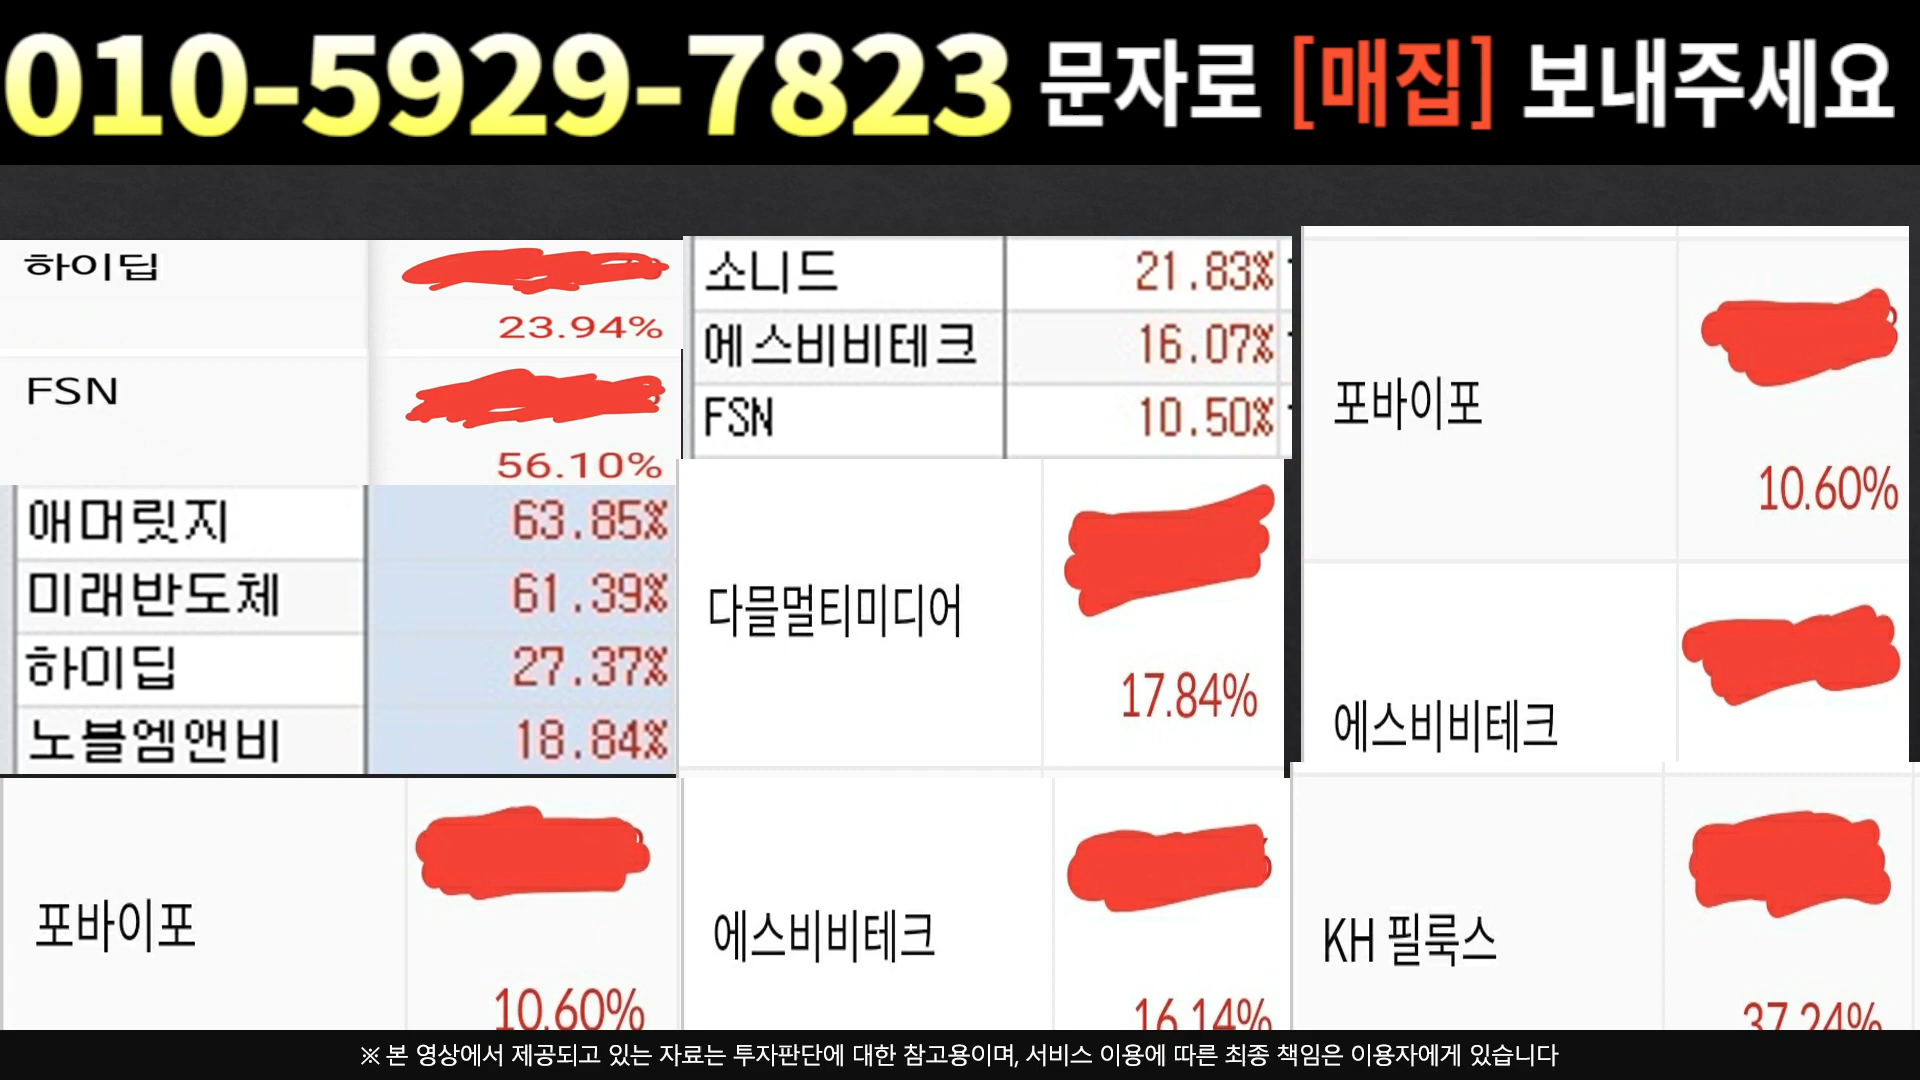 010-5929-7823 문자로 [매집] 보내주세요
하이딥
23.94%
FSN
56.10%
애머릿지 63.85%
미래반도체 61.39%
하이딥 27.37%
노블엠앤비 18.84%
소니드 21.83%
에스비비테크 16.07%
FSN 10.50%
다믈멀티미디어
17.84%
포바이포
10.60%
에스비비테크
포바이포
10.60%
에스비비테크
16.14%
KH 필룩스
37.24%
※ 본 영상에서 제공되고 있는 자료는 투자판단에 대한 참고용이며, 서비스 이용에 따른 최종 책임은 이용자에게 있습니다